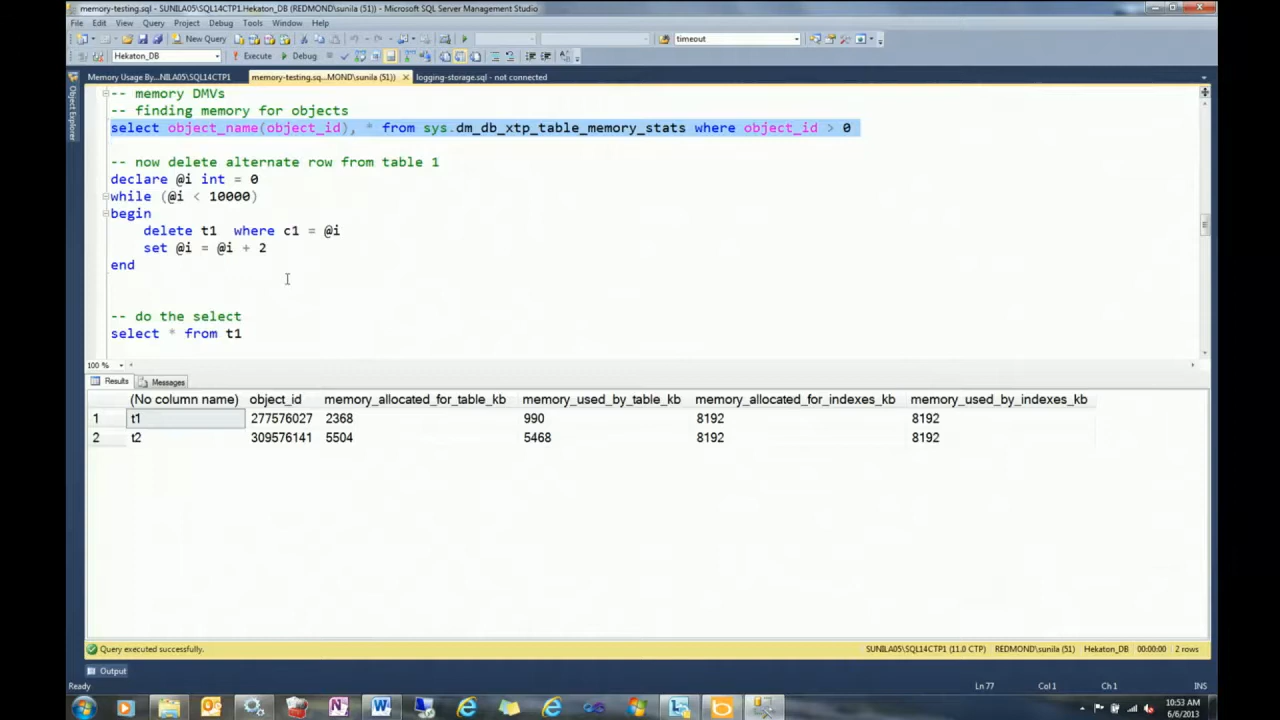 memory-testing.sql - SUNILA05\SQL14CTP1.Hekaton_DB (REDMOND\sunila (51)) - Microsoft SQL Server Management Studio
File Edit View Query Project Debug Tools Window Help
New Query timeout
Hekaton_DB Execute Debug
Memory Usage By...NILA05\SQL14CTP1 memory-testing.sq...MOND\sunila (51)) × logging-storage.sql - not connected
Object Explorer
-- memory DMVs
-- finding memory for objects
select object_name(object_id), * from sys.dm_db_xtp_table_memory_stats where object_id > 0
-- now delete alternate row from table 1
declare @i int = 0
while (@i < 10000)
begin
delete t1 where c1 = @i
set @i = @i + 2
end
-- do the select
select * from t1
100 %
Results Messages
(No column name) object_id memory_allocated_for_table_kb memory_used_by_table_kb memory_allocated_for_indexes_kb memory_used_by_indexes_kb
1 t1 277576027 2368 990 8192 8192
2 t2 309576141 5504 5468 8192 8192
Query executed successfully. SUNILA05\SQL14CTP1 (11.0 CTP) REDMOND\sunila (51) Hekaton_DB 00:00:00 2 rows
Output
Ready Ln 77 Col 1 Ch 1 INS
10:53 AM
6/6/2013